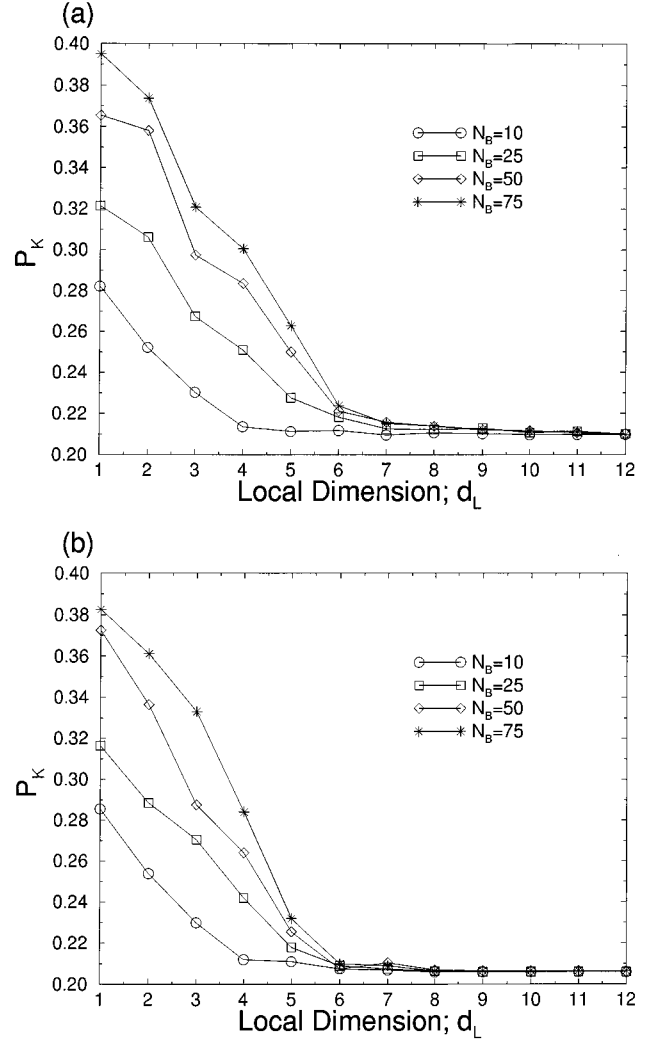 (a)
0.40
0.38
0.36
0.34
0.32
0.30
0.28
0.26
0.24
0.22
0.20
P_K
N_B=10
N_B=25
N_B=50
N_B=75
1 2 3 4 5 6 7 8 9 10 11 12
Local Dimension; d_L
(b)
0.40
0.38
0.36
0.34
0.32
0.30
0.28
0.26
0.24
0.22
0.20
P_K
N_B=10
N_B=25
N_B=50
N_B=75
1 2 3 4 5 6 7 8 9 10 11 12
Local Dimension; d_L